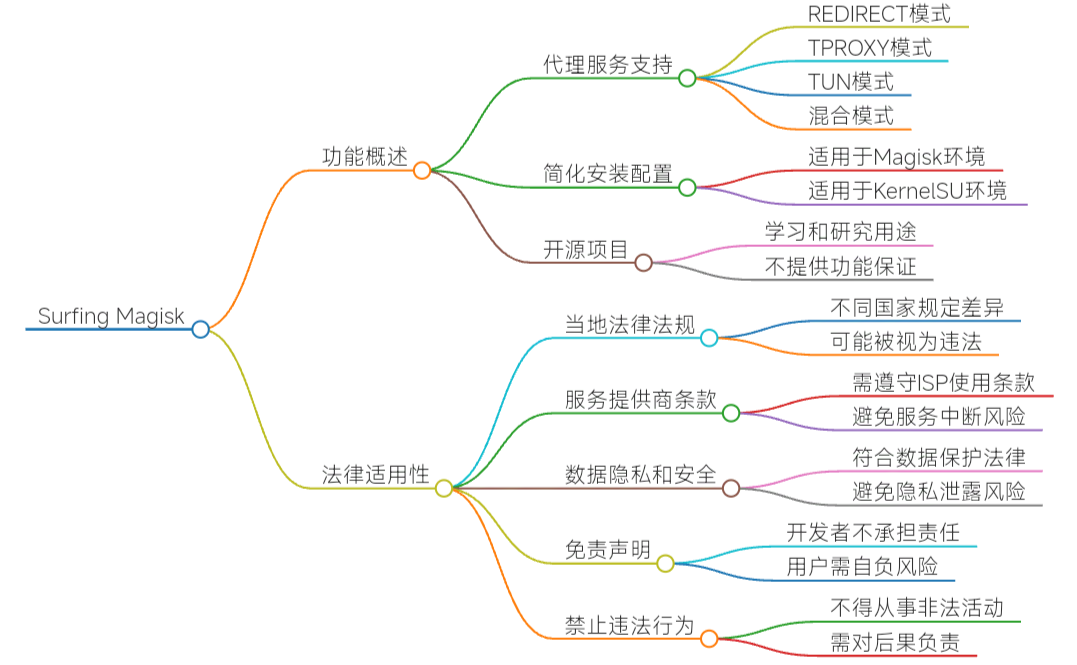 REDIRECT模式
代理服务支持
TPROXY模式
TUN模式
混合模式
功能概述
简化安装配置
适用于Magisk环境
适用于KernelSU环境
开源项目
学习和研究用途
不提供功能保证
Surfing Magisk
当地法律法规
不同国家规定差异
可能被视为违法
服务提供商条款
需遵守ISP使用条款
避免服务中断风险
法律适用性
数据隐私和安全
符合数据保护法律
避免隐私泄露风险
免责声明
开发者不承担责任
用户需自负风险
禁止违法行为
不得从事非法活动
需对后果负责